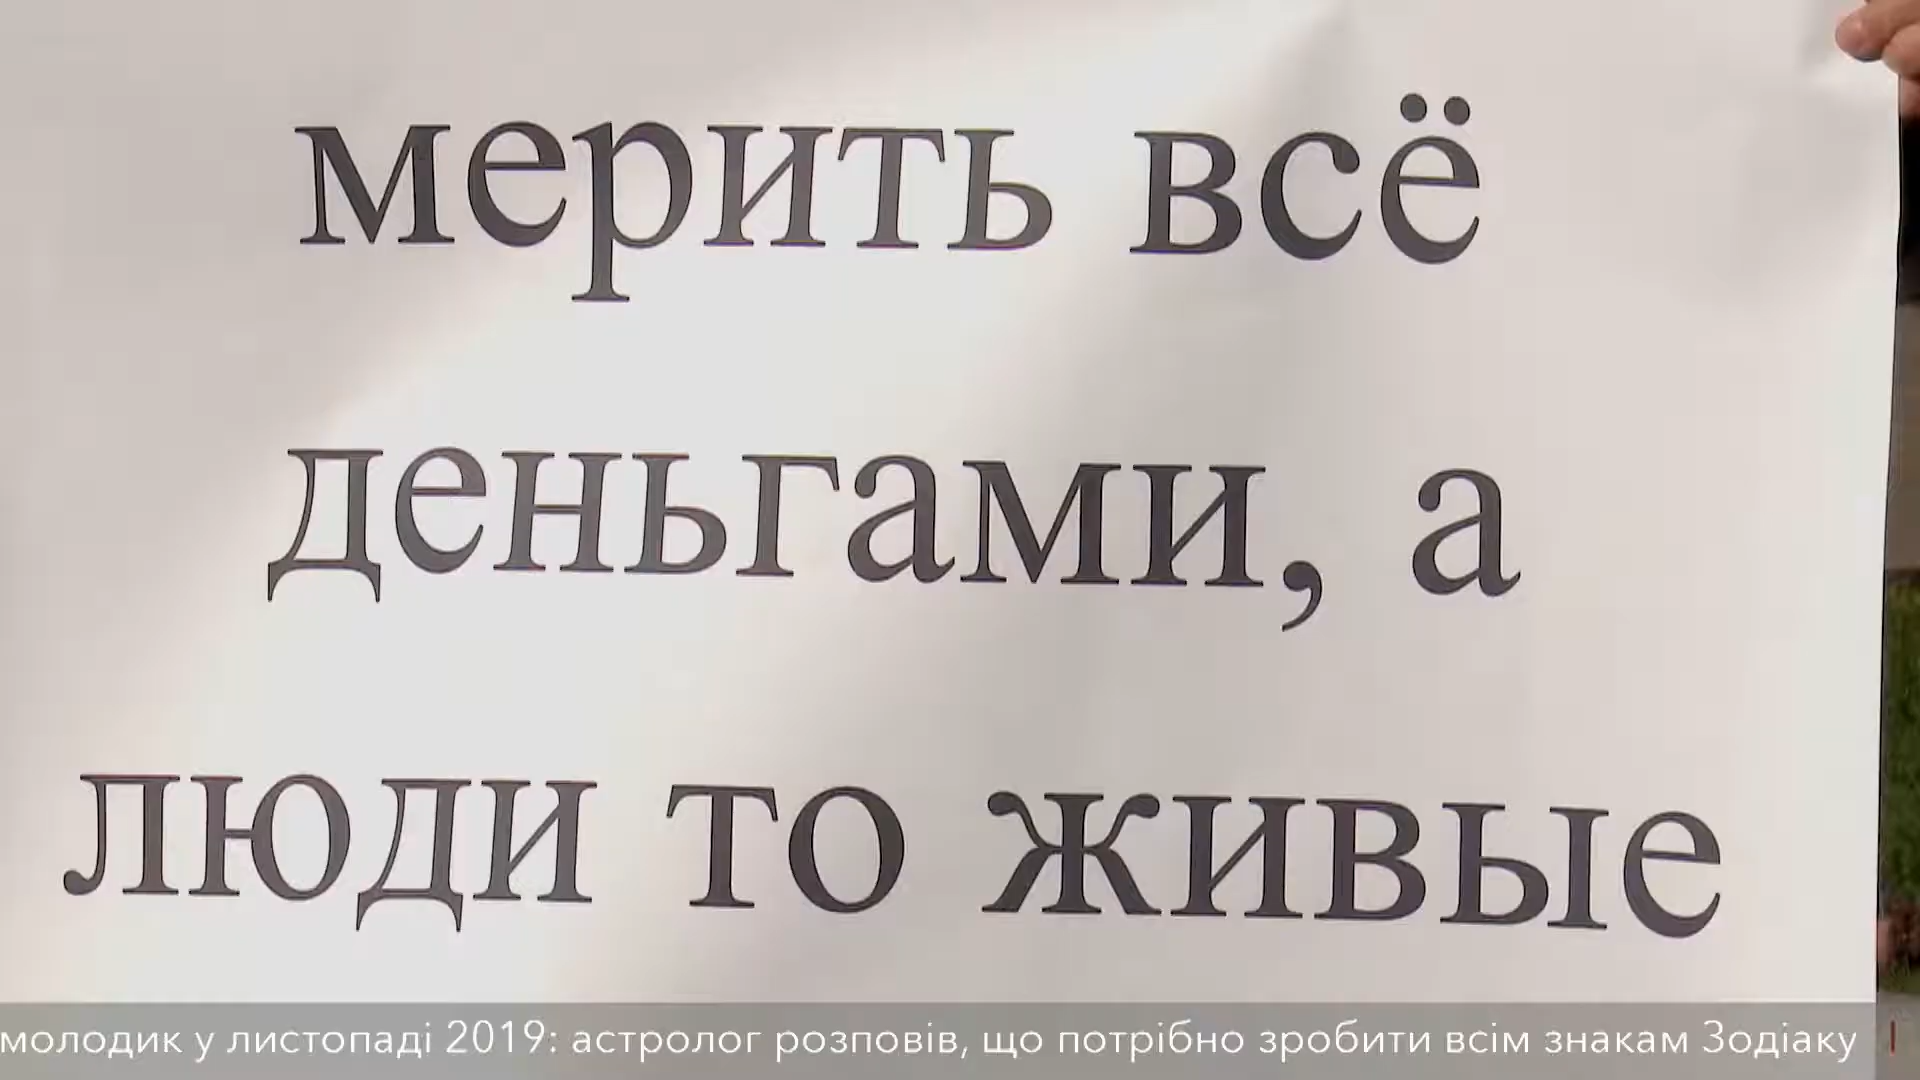 мерить всё
деньгами, а
люди то живые
молодик у листопаді 2019: астролог розповів, що потрібно зробити всім знакам Зодіаку